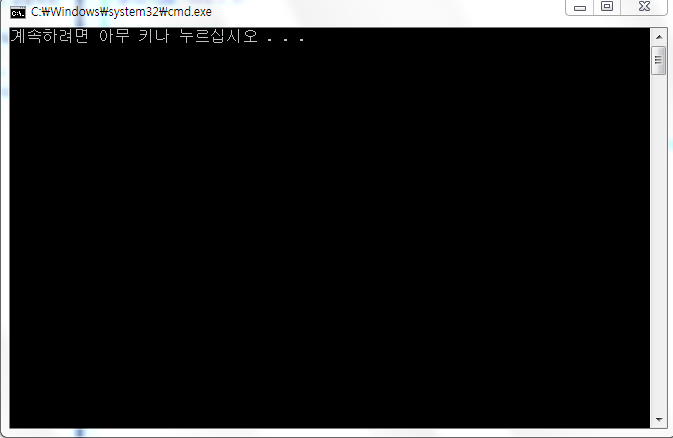 C:₩Windows₩system32₩cmd.exe
계속하려면 아무 키나 누르십시오 . . .